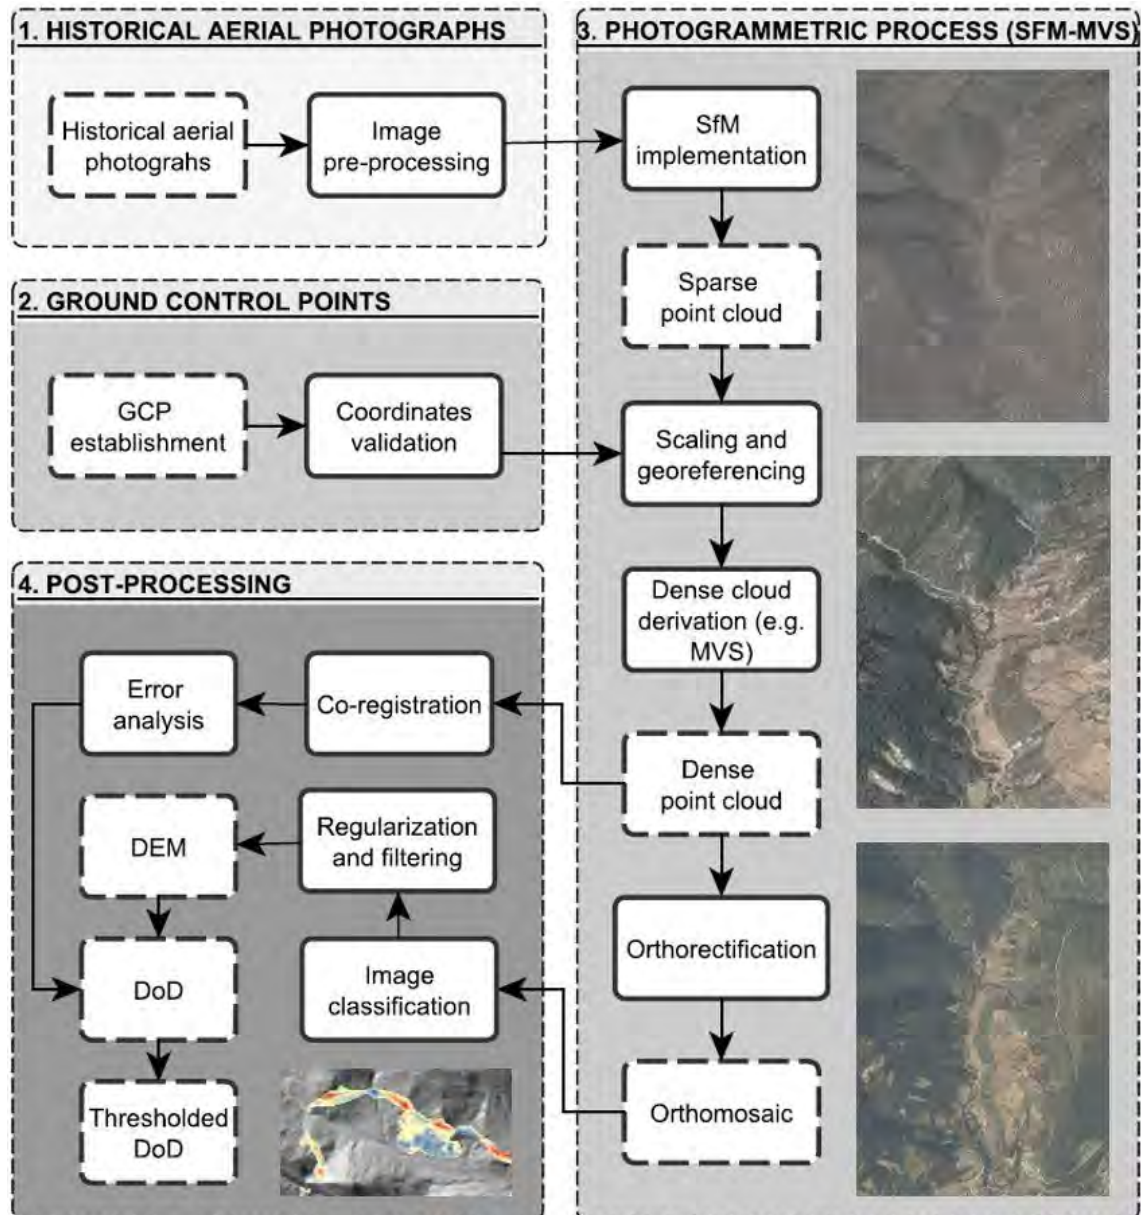 1. HISTORICAL AERIAL PHOTOGRAPHS
Historical aerial
photograhs
Image
pre-processing
2. GROUND CONTROL POINTS
GCP
establishment
Coordinates
validation
3. PHOTOGRAMMETRIC PROCESS (SFM-MVS)
SfM
implementation
Sparse
point cloud
Scaling and
georeferencing
Dense cloud
derivation (e.g.
MVS)
Dense
point cloud
Orthorectification
Orthomosaic
4. POST-PROCESSING
Error
analysis
Co-registration
DEM
Regularization
and filtering
DoD
Image
classification
Thresholded
DoD